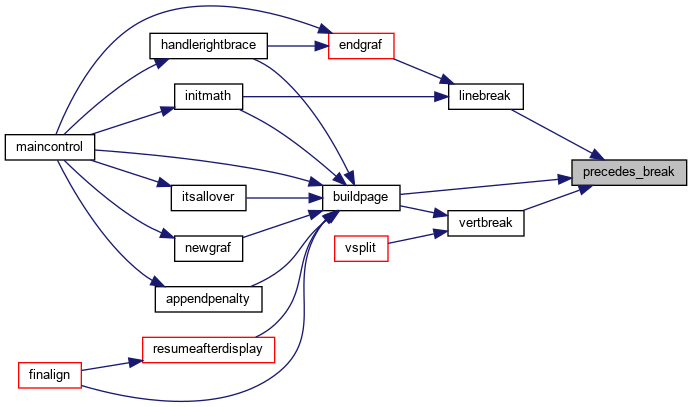 handlerightbrace
endgraf
initmath
linebreak
maincontrol
precedes_break
itsallover
buildpage
vertbreak
newgraf
vsplit
appendpenalty
resumeafterdisplay
finalign